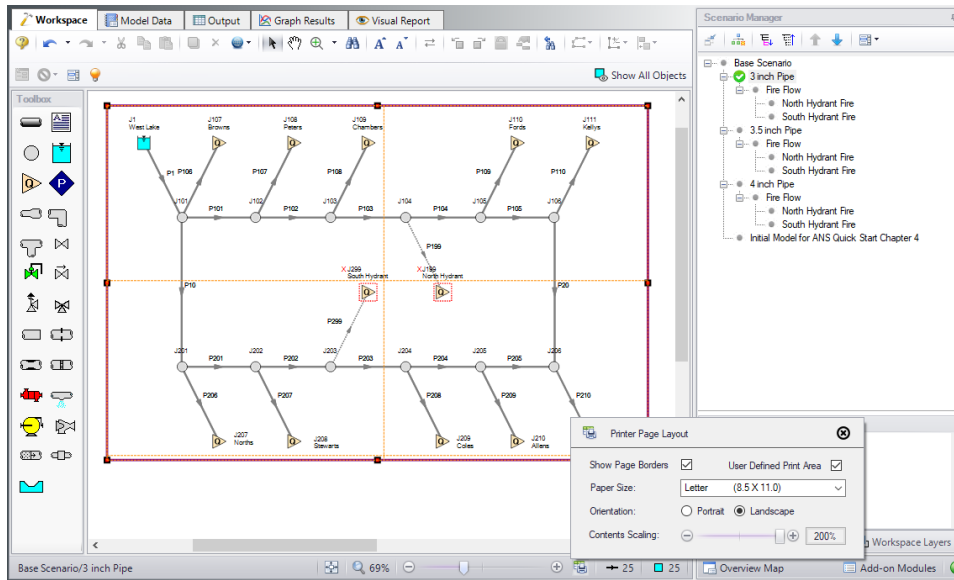 Workspace
Model Data
Output
Graph Results
Visual Report
Scenario Manager
Show All Objects
Toolbox
Base Scenario
3 inch Pipe
Fire Flow
North Hydrant Fire
South Hydrant Fire
3.5 inch Pipe
Fire Flow
North Hydrant Fire
South Hydrant Fire
4 inch Pipe
Fire Flow
North Hydrant Fire
South Hydrant Fire
Initial Model for ANS Quick Start Chapter 4
J1
West Lake
J107
Browns
J108
Peters
J109
Chambers
J110
Fords
J111
Kellys
P1
P106
P107
P108
P109
P110
J101
P101
J102
P102
J103
P103
J104
P104
J105
P105
J106
P199
XJ299
South Hydrant
XJ199
North Hydrant
P10
P20
P299
J201
P201
J202
P202
J203
P203
J204
P204
J205
P205
J206
P206
P207
P208
P209
P210
J207
Norths
J208
Stewarts
J209
Coles
J210
Allens
Printer Page Layout
Show Page Borders
User Defined Print Area
Paper Size:
Letter (8.5 X 11.0)
Orientation:
Portrait
Landscape
Contents Scaling:
200%
Workspace Layers
Base Scenario/3 inch Pipe
69%
25
25
Overview Map
Add-on Modules